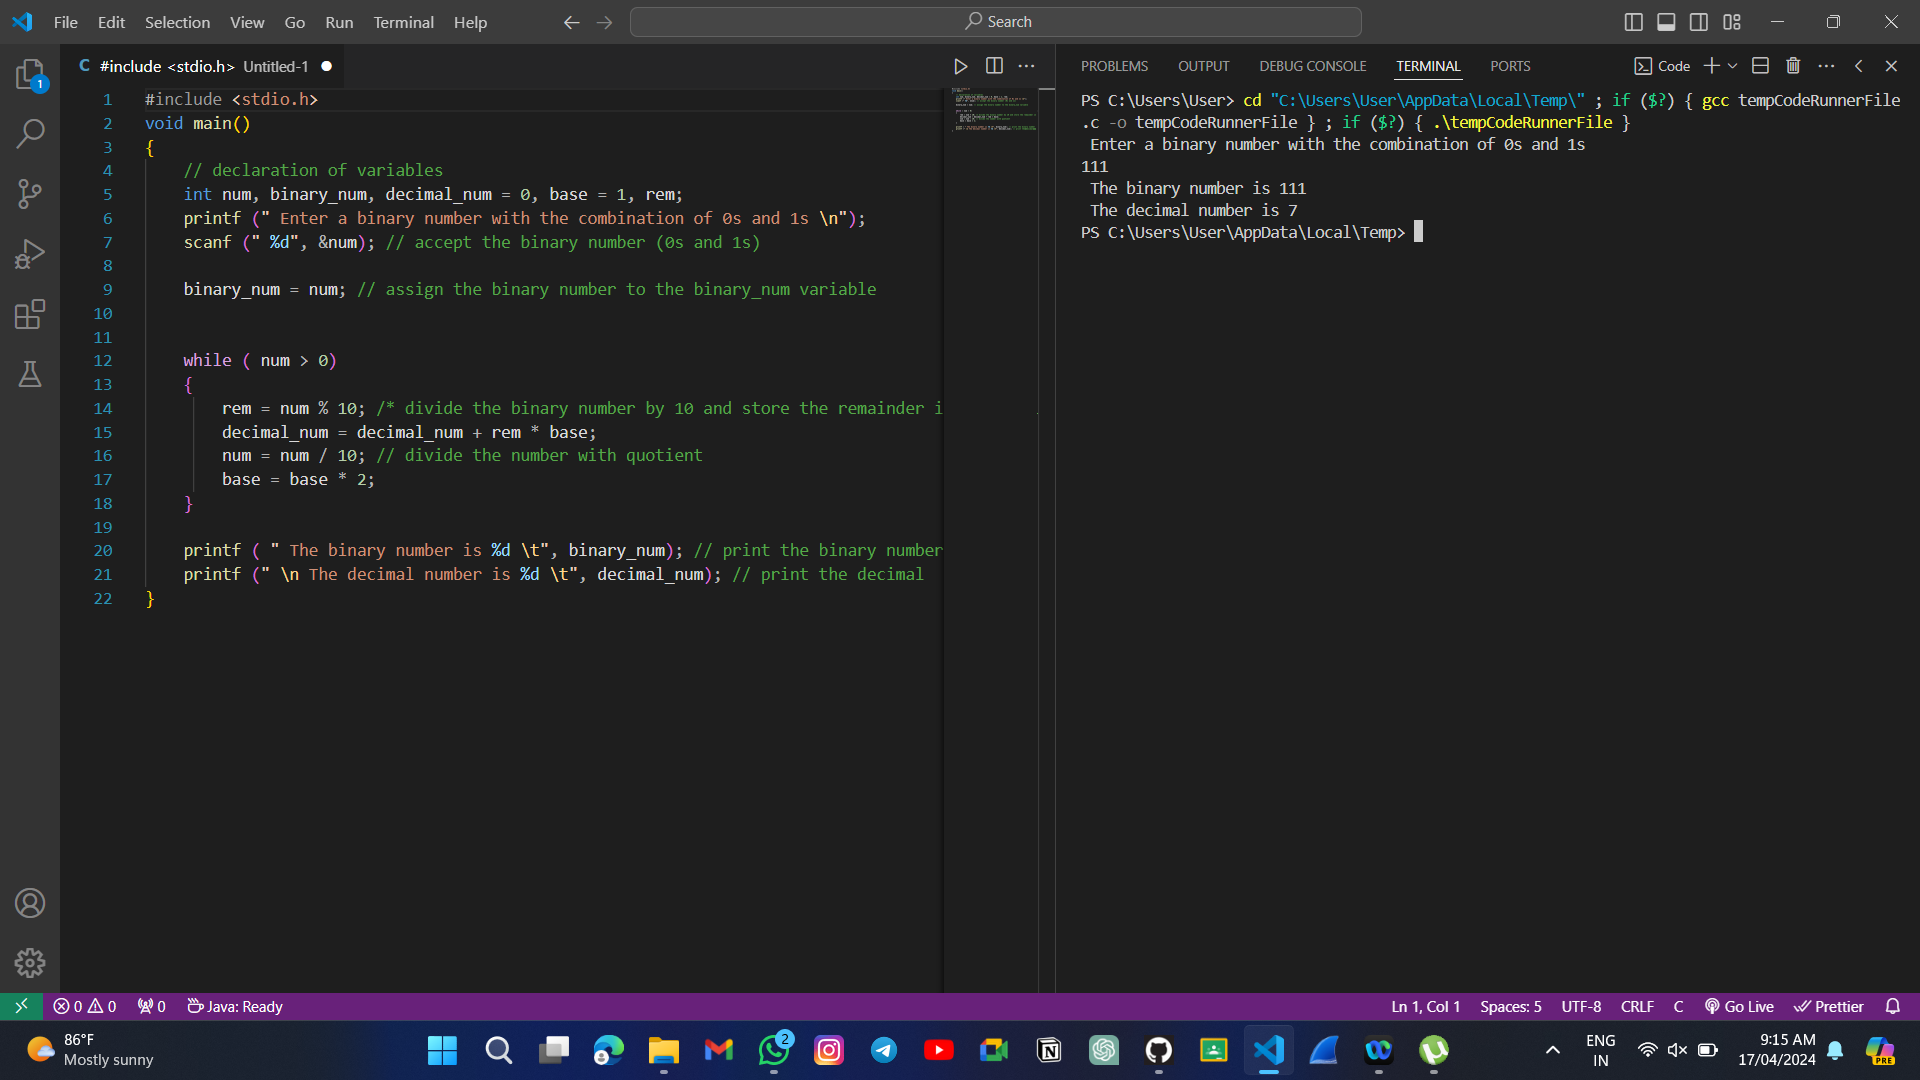 File Edit Selection View Go Run Terminal Help
Search
C #include <stdio.h> Untitled-1
1
1 #include <stdio.h>
2 void main()
3 {
4 // declaration of variables
5 int num, binary_num, decimal_num = 0, base = 1, rem;
6 printf (" Enter a binary number with the combination of 0s and 1s \n");
7 scanf (" %d", &num); // accept the binary number (0s and 1s)
8
9 binary_num = num; // assign the binary number to the binary_num variable
10
11
12 while ( num > 0)
13 {
14 rem = num % 10; /* divide the binary number by 10 and store the remainder i
15 decimal_num = decimal_num + rem * base;
16 num = num / 10; // divide the number with quotient
17 base = base * 2;
18 }
19
20 printf ( " The binary number is %d \t", binary_num); // print the binary number
21 printf (" \n The decimal number is %d \t", decimal_num); // print the decimal
22 }
PROBLEMS OUTPUT DEBUG CONSOLE TERMINAL PORTS
Code
PS C:\Users\User> cd "C:\Users\User\AppData\Local\Temp\" ; if ($?) { gcc tempCodeRunnerFile
.c -o tempCodeRunnerFile } ; if ($?) { .\tempCodeRunnerFile }
Enter a binary number with the combination of 0s and 1s
111
The binary number is 111
The decimal number is 7
PS C:\Users\User\AppData\Local\Temp>
0 0 0 Java: Ready
Ln 1, Col 1 Spaces: 5 UTF-8 CRLF C Go Live Prettier
86°F
Mostly sunny
2
ENG
IN
9:15 AM
17/04/2024
PRE